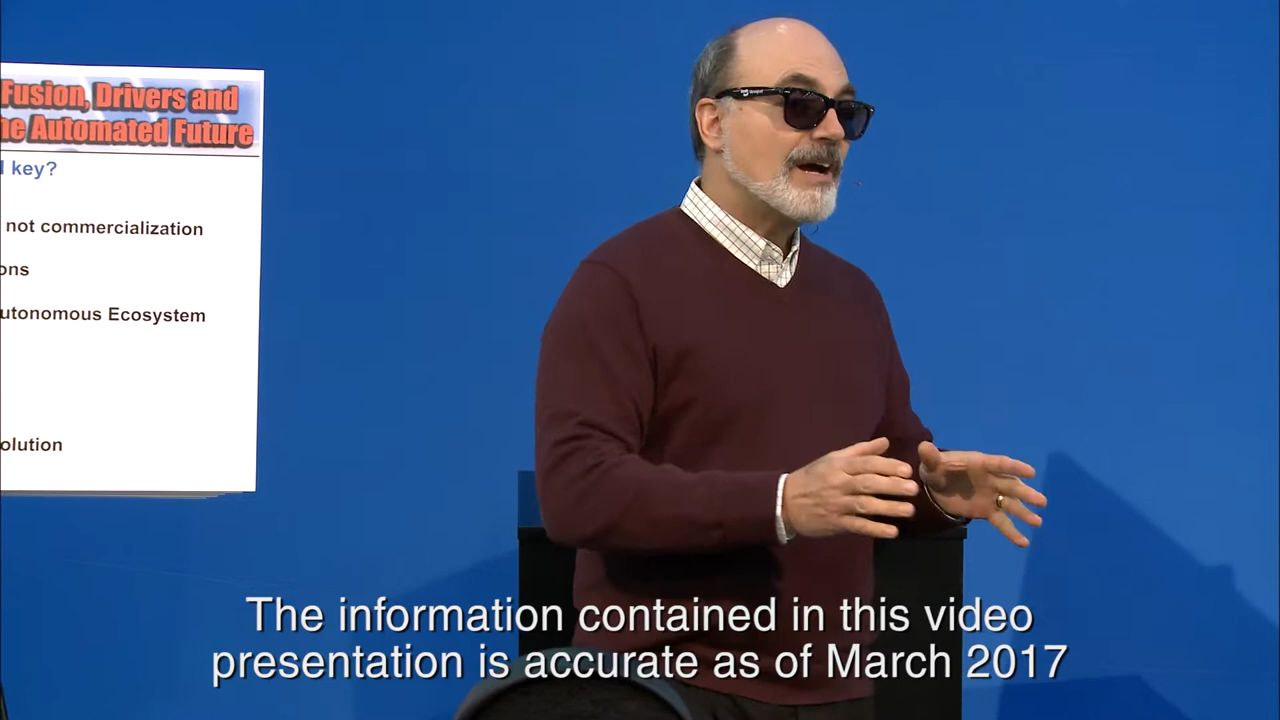 Fusion, Drivers and
he Automated Future
key?
not commercialization
ons
utonomous Ecosystem
olution
The information contained in this video
presentation is accurate as of March 2017